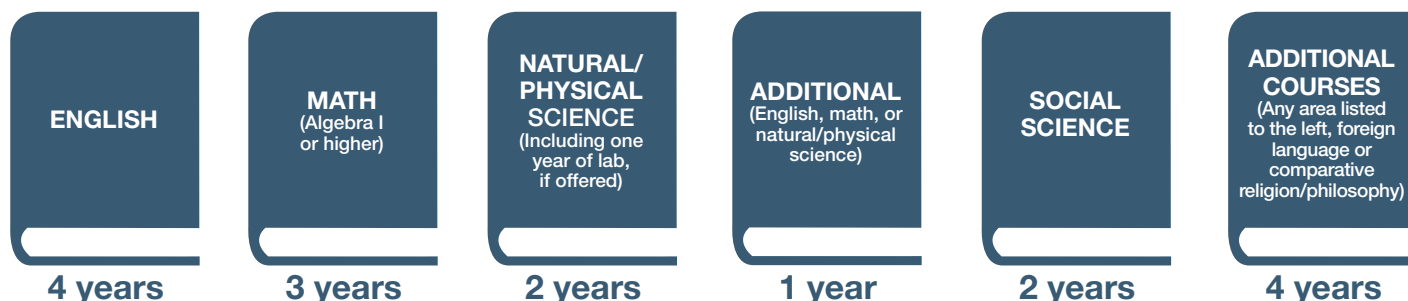 ENGLISH
4 years
MATH
(Algebra I
or higher)
3 years
NATURAL/
PHYSICAL
SCIENCE
(Including one
year of lab,
if offered)
2 years
ADDITIONAL
(English, math, or
natural/physical
science)
1 year
SOCIAL
SCIENCE
2 years
ADDITIONAL
COURSES
(Any area listed
to the left, foreign
language or
comparative
religion/philosophy)
4 years